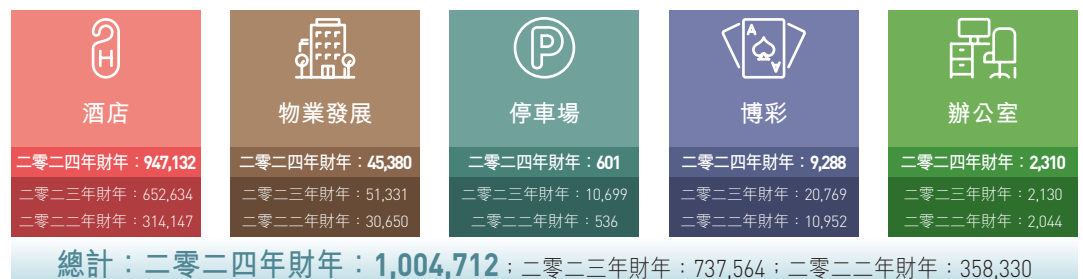 酒店
二零二四年財年：947,132
二零二三年財年：652,634
二零二二年財年：314,147
物業發展
二零二四年財年：45,380
二零二三年財年：51,331
二零二二年財年：30,650
P
停車場
二零二四年財年：601
二零二三年財年：10,699
二零二二年財年：536
A
A
博彩
二零二四年財年：9,288
二零二三年財年：20,769
二零二二年財年：10,952
辦公室
二零二四年財年：2,310
二零二三年財年：2,130
二零二二年財年：2,044
總計：二零二四年財年：1,004,712；二零二三年財年：737,564；二零二二年財年：358,330